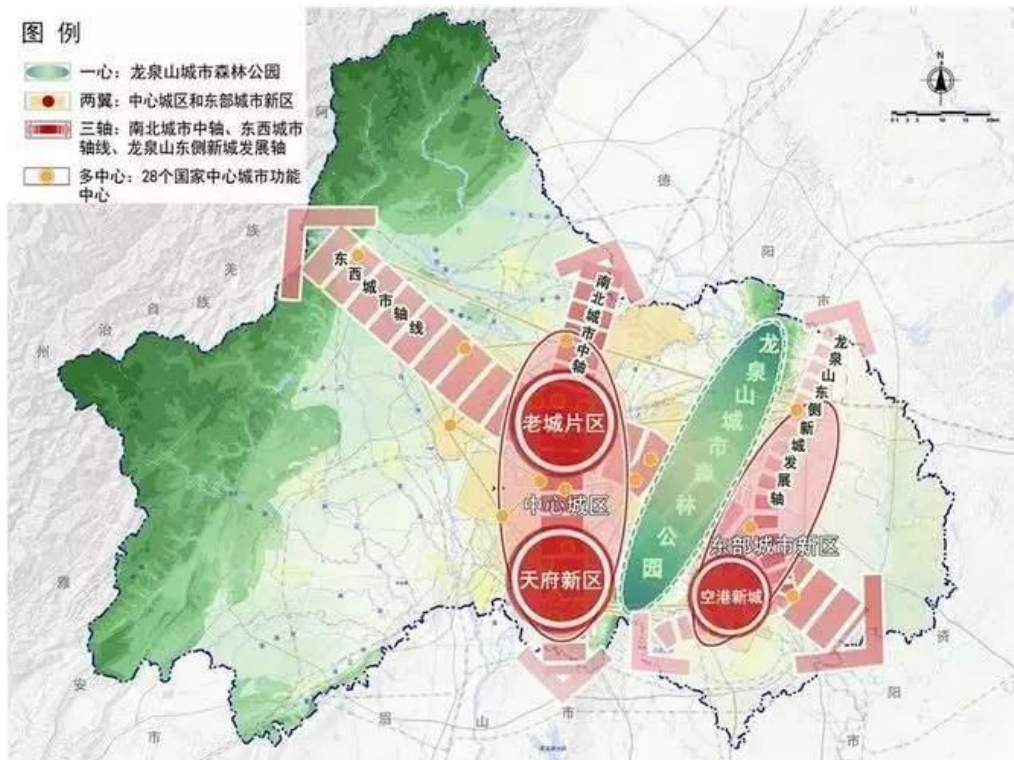 图 例
一心：龙泉山城市森林公园
两翼：中心城区和东部城市新区
三轴：南北城市中轴、东西城市
轴线、龙泉山东侧新城发展轴
多中心：28个国家中心城市功能
中心
N
阿
坝
藏
族
羌
族
自
治
州
德
阳
市
东西城市轴线
南北城市中轴
龙泉山城市森林公园
龙泉山东侧新城发展轴
老城片区
中心城区
天府新区
东部城市新区
空港新城
雅
安
市
眉
山
市
资
阳
市